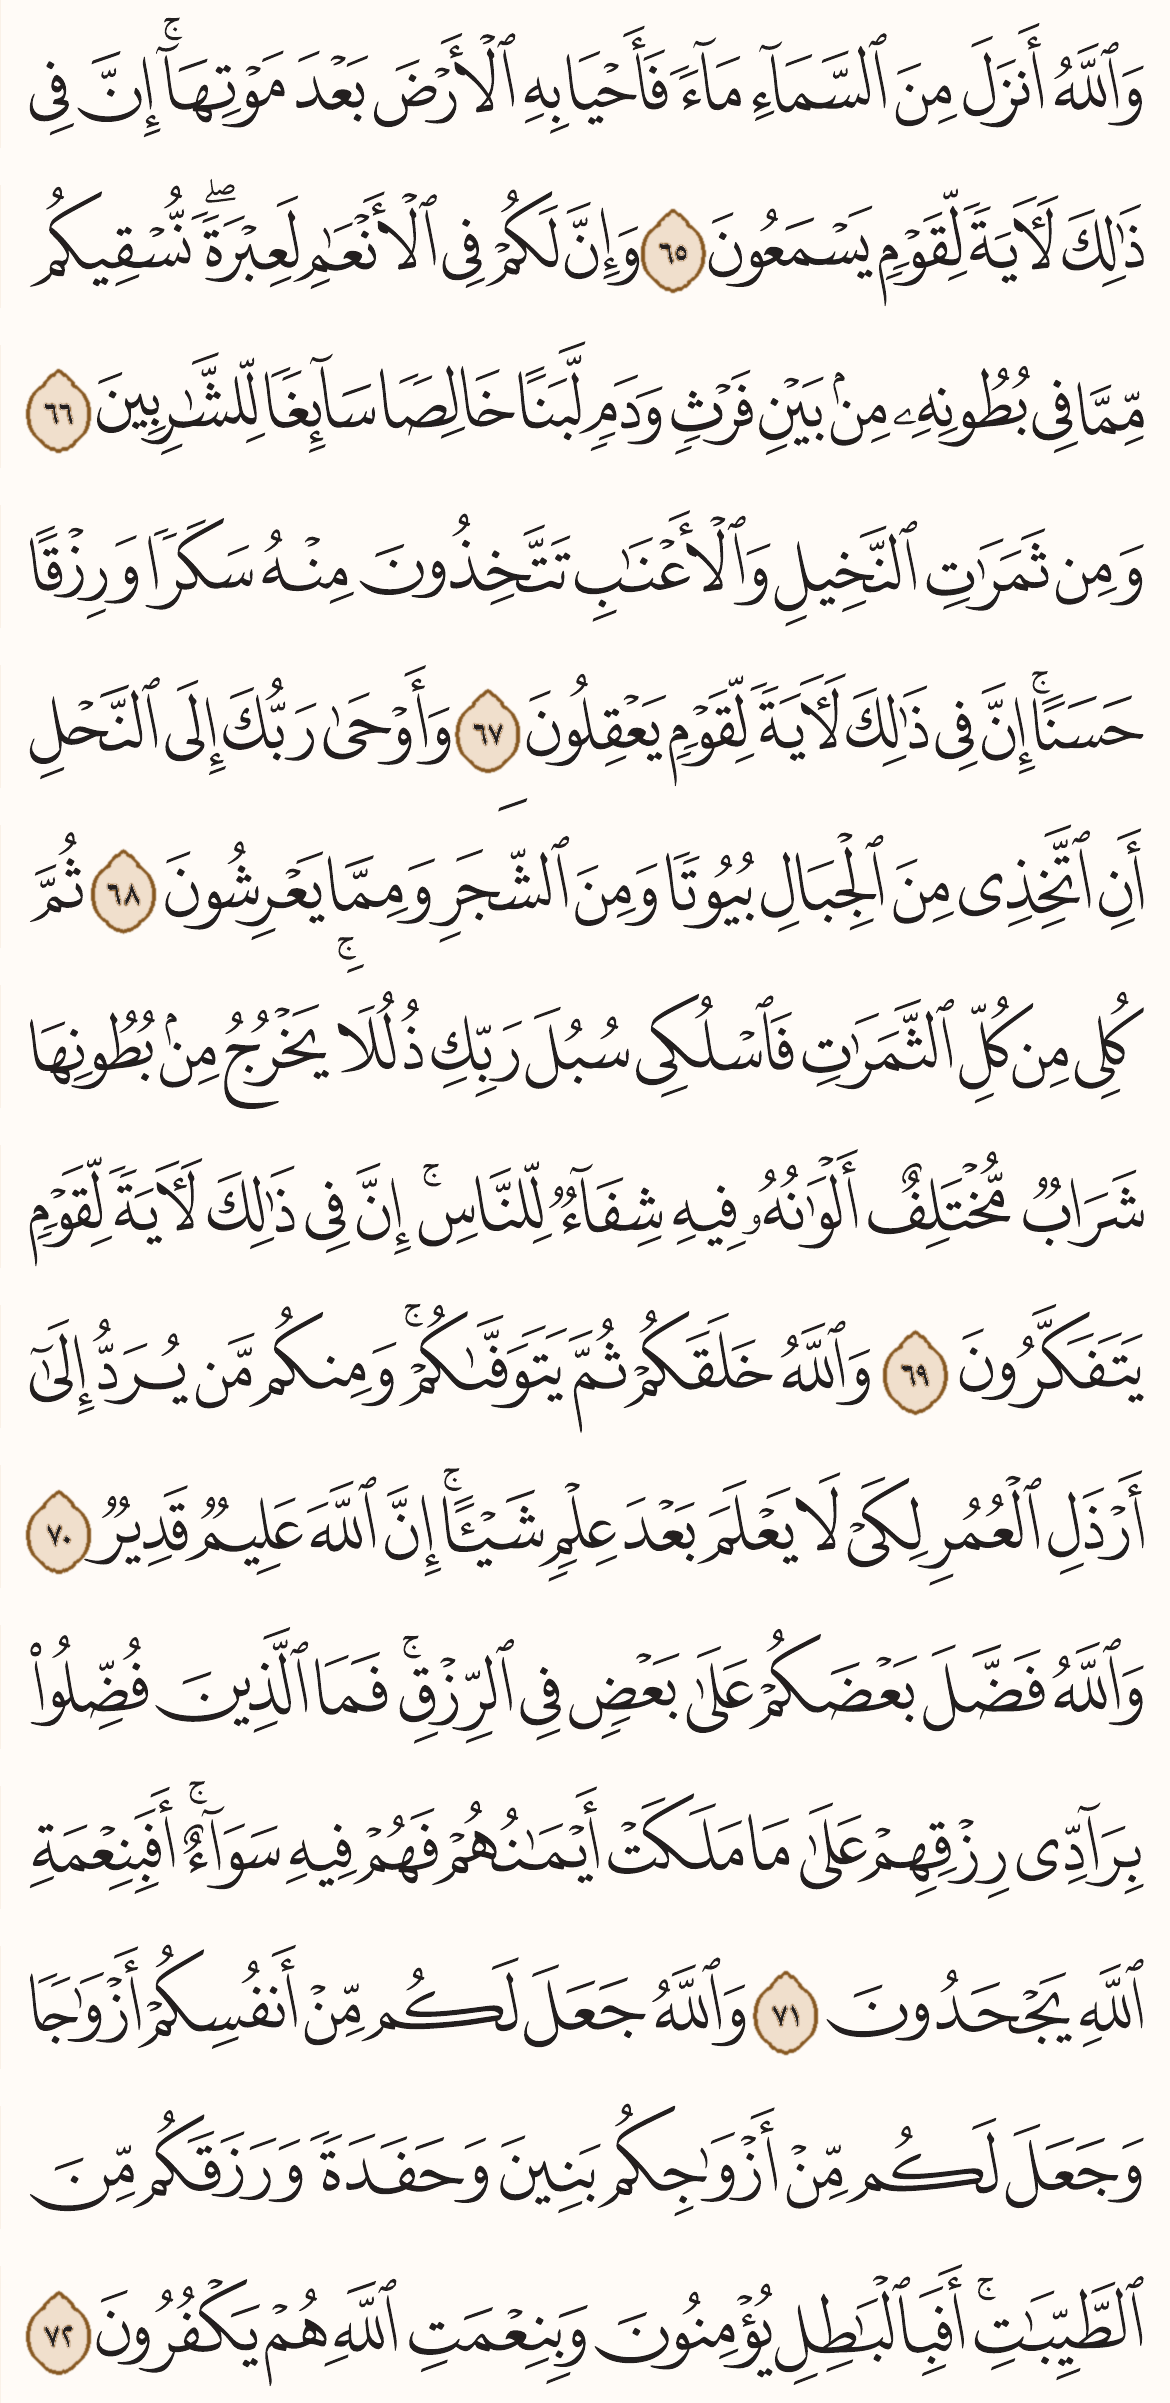 وَٱللَّهُ أَنزَلَ مِنَ ٱلسَّمَآءِ مَآءٗ فَأَحۡيَا بِهِ ٱلۡأَرۡضَ بَعۡدَ مَوۡتِهَآۚ إِنَّ فِي
ذَٰلِكَ لَأٓيَةٗ لِّقَوۡمٖ يَسۡمَعُونَ ٦٥ وَإِنَّ لَكُمۡ فِي ٱلۡأَنۡعَٰمِ لَعِبۡرَةٗۖ نُّسۡقِيكُم
مِّمَّا فِي بُطُونِهِۦ مِنۢ بَيۡنِ فَرۡثٖ وَدَمٖ لَّبَنًا خَالِصٗا سَآئِغٗا لِّلشَّٰرِبِينَ ٦٦
وَمِن ثَمَرَٰتِ ٱلنَّخِيلِ وَٱلۡأَعۡنَٰبِ تَتَّخِذُونَ مِنۡهُ سَكَرٗا وَرِزۡقًا
حَسَنًاۚ إِنَّ فِي ذَٰلِكَ لَأٓيَةٗ لِّقَوۡمٖ يَعۡقِلُونَ ٦٧ وَأَوۡحَىٰ رَبُّكَ إِلَى ٱلنَّحۡلِ
أَنِ ٱتَّخِذِي مِنَ ٱلۡجِبَالِ بُيُوتٗا وَمِنَ ٱلشَّجَرِ وَمِمَّا يَعۡرِشُونَ ٦٨ ثُمَّ
كُلِي مِن كُلِّ ٱلثَّمَرَٰتِ فَٱسۡلُكِي سُبُلَ رَبِّكِ ذُلُلٗاۚ يَخۡرُجُ مِنۢ بُطُونِهَا
شَرَابٞ مُّخۡتَلِفٌ أَلۡوَٰنُهُۥ فِيهِ شِفَآءٞ لِّلنَّاسِۚ إِنَّ فِي ذَٰلِكَ لَأٓيَةٗ لِّقَوۡمٖ
يَتَفَكَّرُونَ ٦٩ وَٱللَّهُ خَلَقَكُمۡ ثُمَّ يَتَوَفَّىٰكُمۡۚ وَمِنكُم مَّن يُرَدُّ إِلَىٰٓ
أَرۡذَلِ ٱلۡعُمُرِ لِكَيۡ لَا يَعۡلَمَ بَعۡدَ عِلۡمٖ شَيۡـًٔاۚ إِنَّ ٱللَّهَ عَلِيمٞ قَدِيرٞ ٧٠
وَٱللَّهُ فَضَّلَ بَعۡضَكُمۡ عَلَىٰ بَعۡضٖ فِي ٱلرِّزۡقِۚ فَمَا ٱلَّذِينَ فُضِّلُواْ
بِرَآدِّي رِزۡقِهِمۡ عَلَىٰ مَا مَلَكَتۡ أَيۡمَٰنُهُمۡ فَهُمۡ فِيهِ سَوَآءٌۚ أَفَبِنِعۡمَةِ
ٱللَّهِ يَجۡحَدُونَ ٧١ وَٱللَّهُ جَعَلَ لَكُم مِّنۡ أَنفُسِكُمۡ أَزۡوَٰجٗا
وَجَعَلَ لَكُم مِّنۡ أَزۡوَٰجِكُم بَنِينَ وَحَفَدَةٗ وَرَزَقَكُم مِّنَ
ٱلطَّيِّبَٰتِۚ أَفَبِٱلۡبَٰطِلِ يُؤۡمِنُونَ وَبِنِعۡمَتِ ٱللَّهِ هُمۡ يَكۡفُرُونَ ٧٢